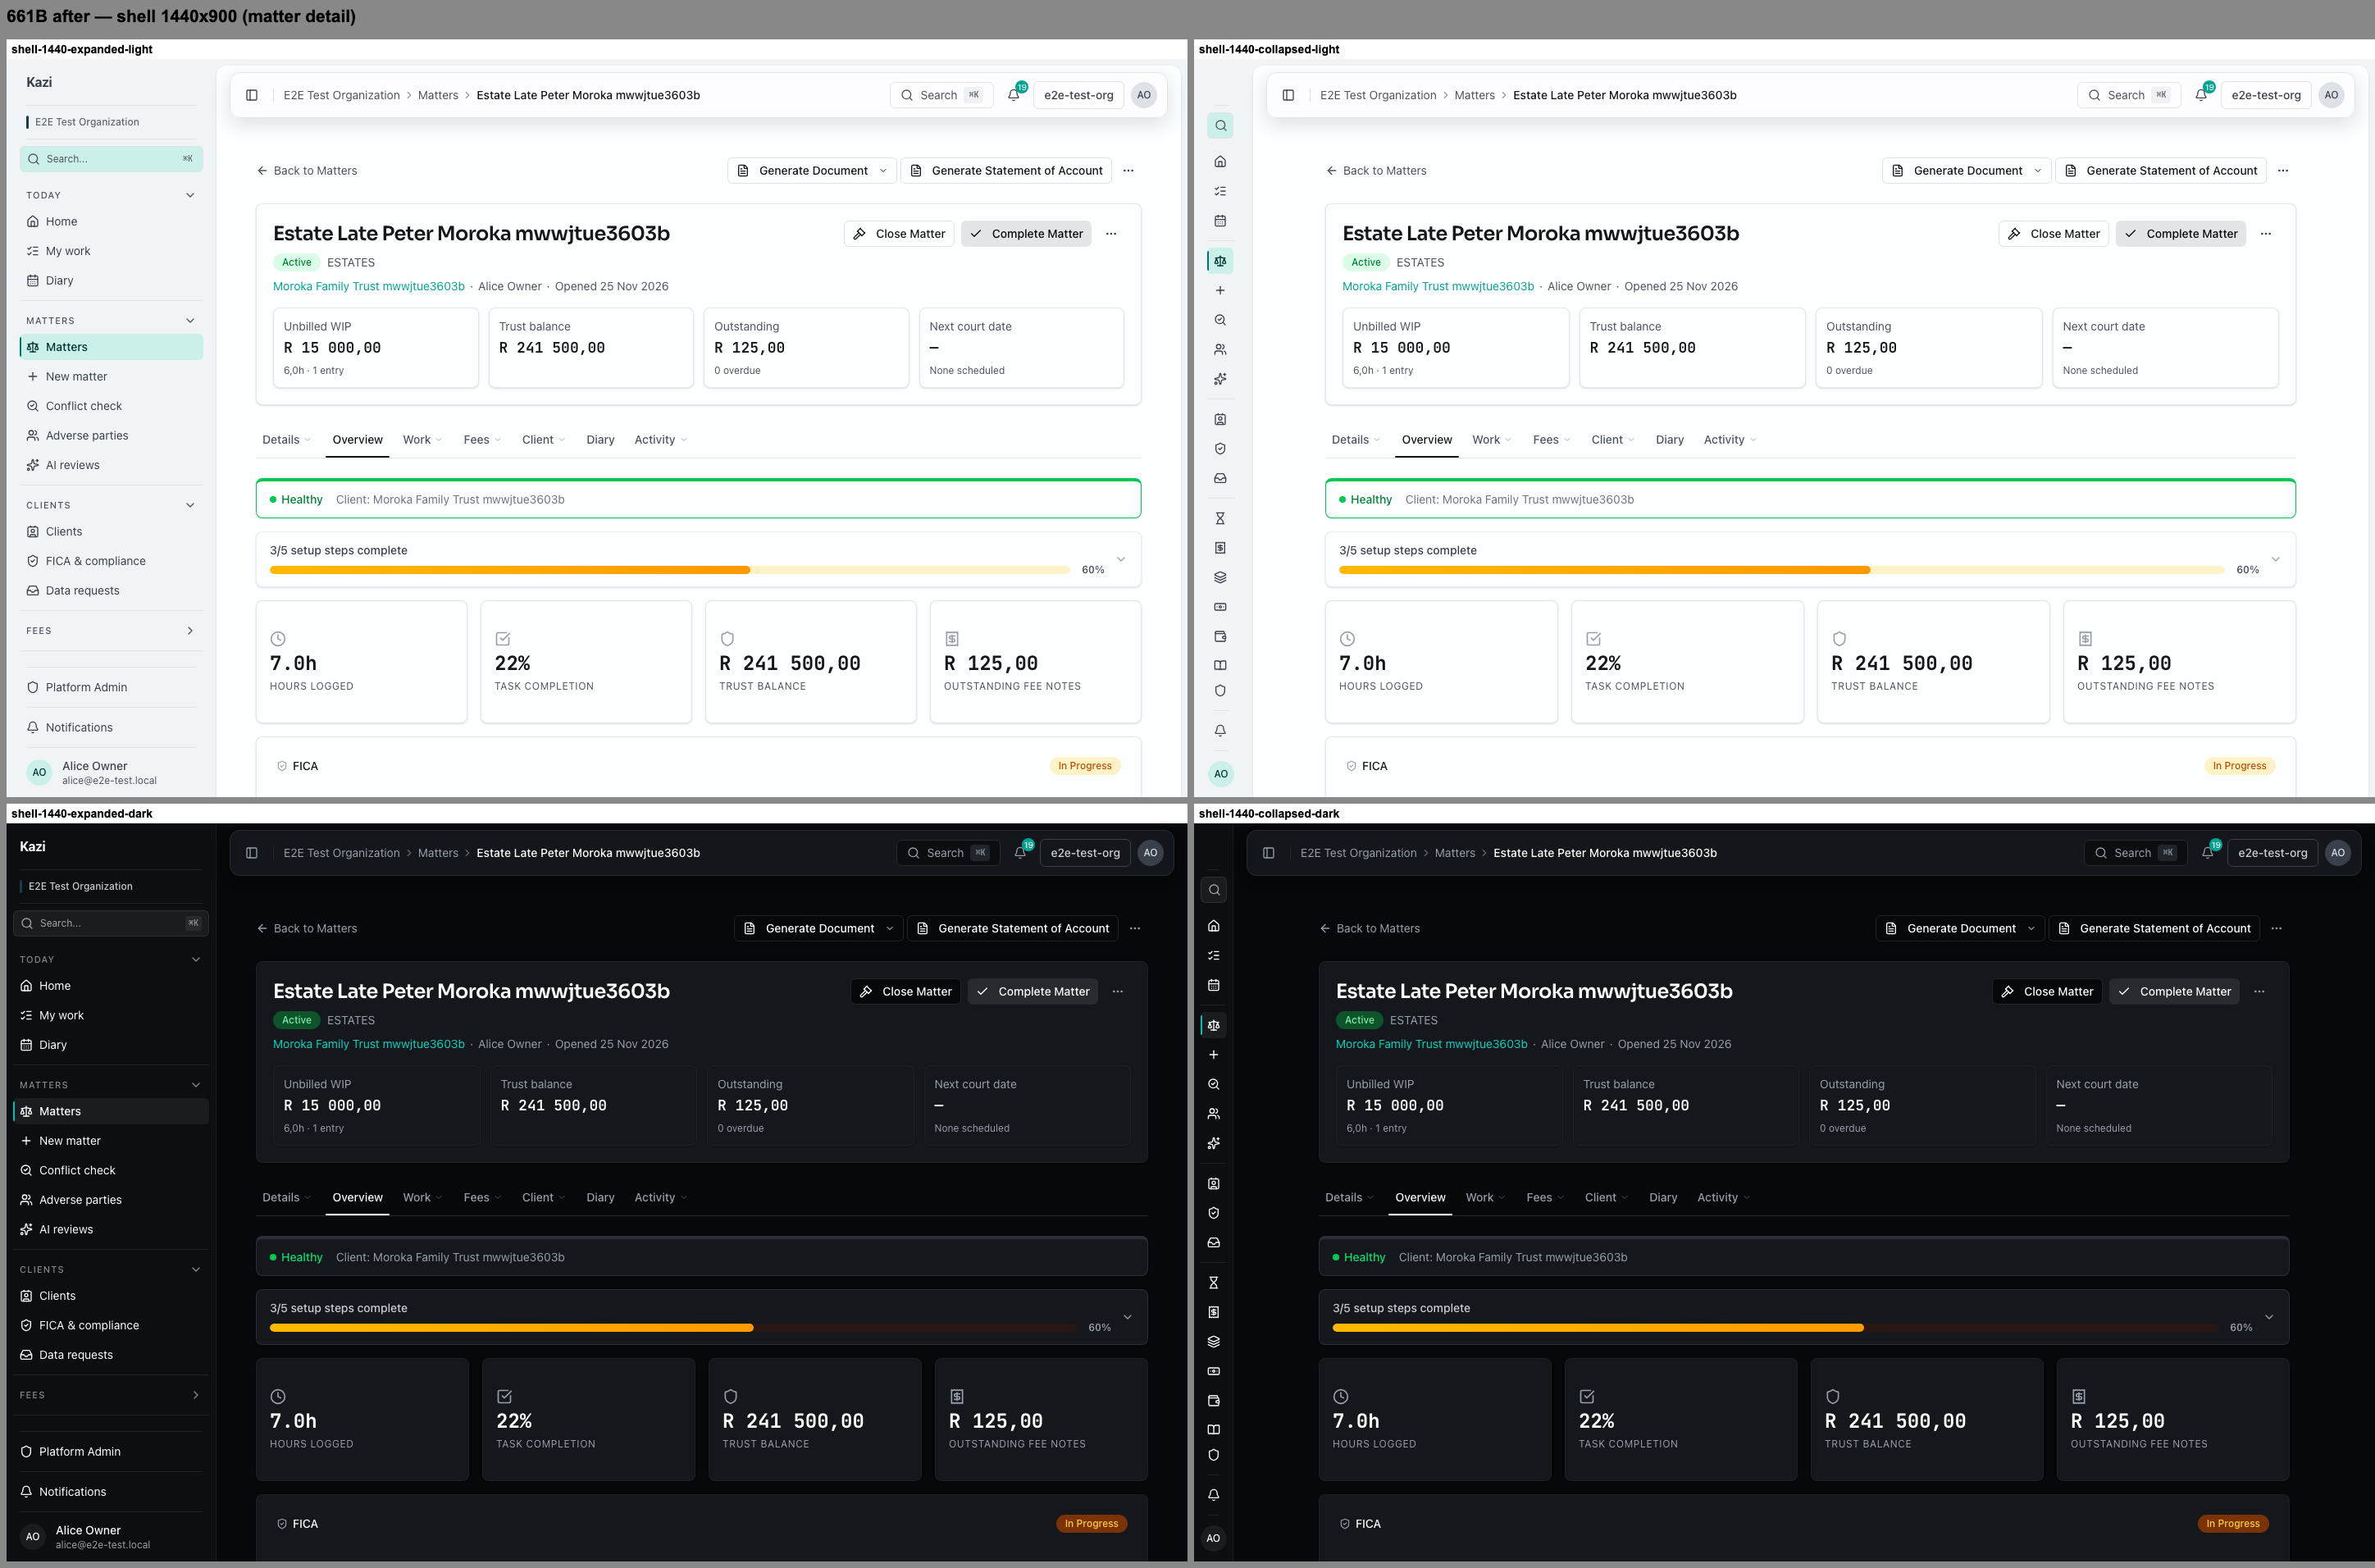 661B after — shell 1440x900 (matter detail)
shell-1440-expanded-light
Kazi
E2E Test Organization
Search... ⌘K
TODAY
Home
My work
Diary
MATTERS
Matters
New matter
Conflict check
Adverse parties
AI reviews
CLIENTS
Clients
FICA & compliance
Data requests
FEES
Platform Admin
Notifications
AO
Alice Owner
alice@e2e-test.local
E2E Test Organization > Matters > Estate Late Peter Moroka mwwjtue3603b
Search ⌘K 19 e2e-test-org AO
Back to Matters
Generate Document Generate Statement of Account ...
Estate Late Peter Moroka mwwjtue3603b
Close Matter Complete Matter ...
Active ESTATES
Moroka Family Trust mwwjtue3603b · Alice Owner · Opened 25 Nov 2026
Unbilled WIP
R 15 000,00
6,0h · 1 entry
Trust balance
R 241 500,00
Outstanding
R 125,00
0 overdue
Next court date
—
None scheduled
Details Overview Work Fees Client Diary Activity
Healthy Client: Moroka Family Trust mwwjtue3603b
3/5 setup steps complete
60%
7.0h
HOURS LOGGED
22%
TASK COMPLETION
R 241 500,00
TRUST BALANCE
R 125,00
OUTSTANDING FEE NOTES
FICA In Progress
shell-1440-collapsed-light
AO
E2E Test Organization > Matters > Estate Late Peter Moroka mwwjtue3603b
Search ⌘K 19 e2e-test-org AO
Back to Matters
Generate Document Generate Statement of Account ...
Estate Late Peter Moroka mwwjtue3603b
Close Matter Complete Matter ...
Active ESTATES
Moroka Family Trust mwwjtue3603b · Alice Owner · Opened 25 Nov 2026
Unbilled WIP
R 15 000,00
6,0h · 1 entry
Trust balance
R 241 500,00
Outstanding
R 125,00
0 overdue
Next court date
—
None scheduled
Details Overview Work Fees Client Diary Activity
Healthy Client: Moroka Family Trust mwwjtue3603b
3/5 setup steps complete
60%
7.0h
HOURS LOGGED
22%
TASK COMPLETION
R 241 500,00
TRUST BALANCE
R 125,00
OUTSTANDING FEE NOTES
FICA In Progress
shell-1440-expanded-dark
Kazi
E2E Test Organization
Search... ⌘K
TODAY
Home
My work
Diary
MATTERS
Matters
New matter
Conflict check
Adverse parties
AI reviews
CLIENTS
Clients
FICA & compliance
Data requests
FEES
Platform Admin
Notifications
AO
Alice Owner
alice@e2e-test.local
E2E Test Organization > Matters > Estate Late Peter Moroka mwwjtue3603b
Search ⌘K 19 e2e-test-org AO
Back to Matters
Generate Document Generate Statement of Account ...
Estate Late Peter Moroka mwwjtue3603b
Close Matter Complete Matter ...
Active ESTATES
Moroka Family Trust mwwjtue3603b · Alice Owner · Opened 25 Nov 2026
Unbilled WIP
R 15 000,00
6,0h · 1 entry
Trust balance
R 241 500,00
Outstanding
R 125,00
0 overdue
Next court date
—
None scheduled
Details Overview Work Fees Client Diary Activity
Healthy Client: Moroka Family Trust mwwjtue3603b
3/5 setup steps complete
60%
7.0h
HOURS LOGGED
22%
TASK COMPLETION
R 241 500,00
TRUST BALANCE
R 125,00
OUTSTANDING FEE NOTES
FICA In Progress
shell-1440-collapsed-dark
AO
E2E Test Organization > Matters > Estate Late Peter Moroka mwwjtue3603b
Search ⌘K 19 e2e-test-org AO
Back to Matters
Generate Document Generate Statement of Account ...
Estate Late Peter Moroka mwwjtue3603b
Close Matter Complete Matter ...
Active ESTATES
Moroka Family Trust mwwjtue3603b · Alice Owner · Opened 25 Nov 2026
Unbilled WIP
R 15 000,00
6,0h · 1 entry
Trust balance
R 241 500,00
Outstanding
R 125,00
0 overdue
Next court date
—
None scheduled
Details Overview Work Fees Client Diary Activity
Healthy Client: Moroka Family Trust mwwjtue3603b
3/5 setup steps complete
60%
7.0h
HOURS LOGGED
22%
TASK COMPLETION
R 241 500,00
TRUST BALANCE
R 125,00
OUTSTANDING FEE NOTES
FICA In Progress